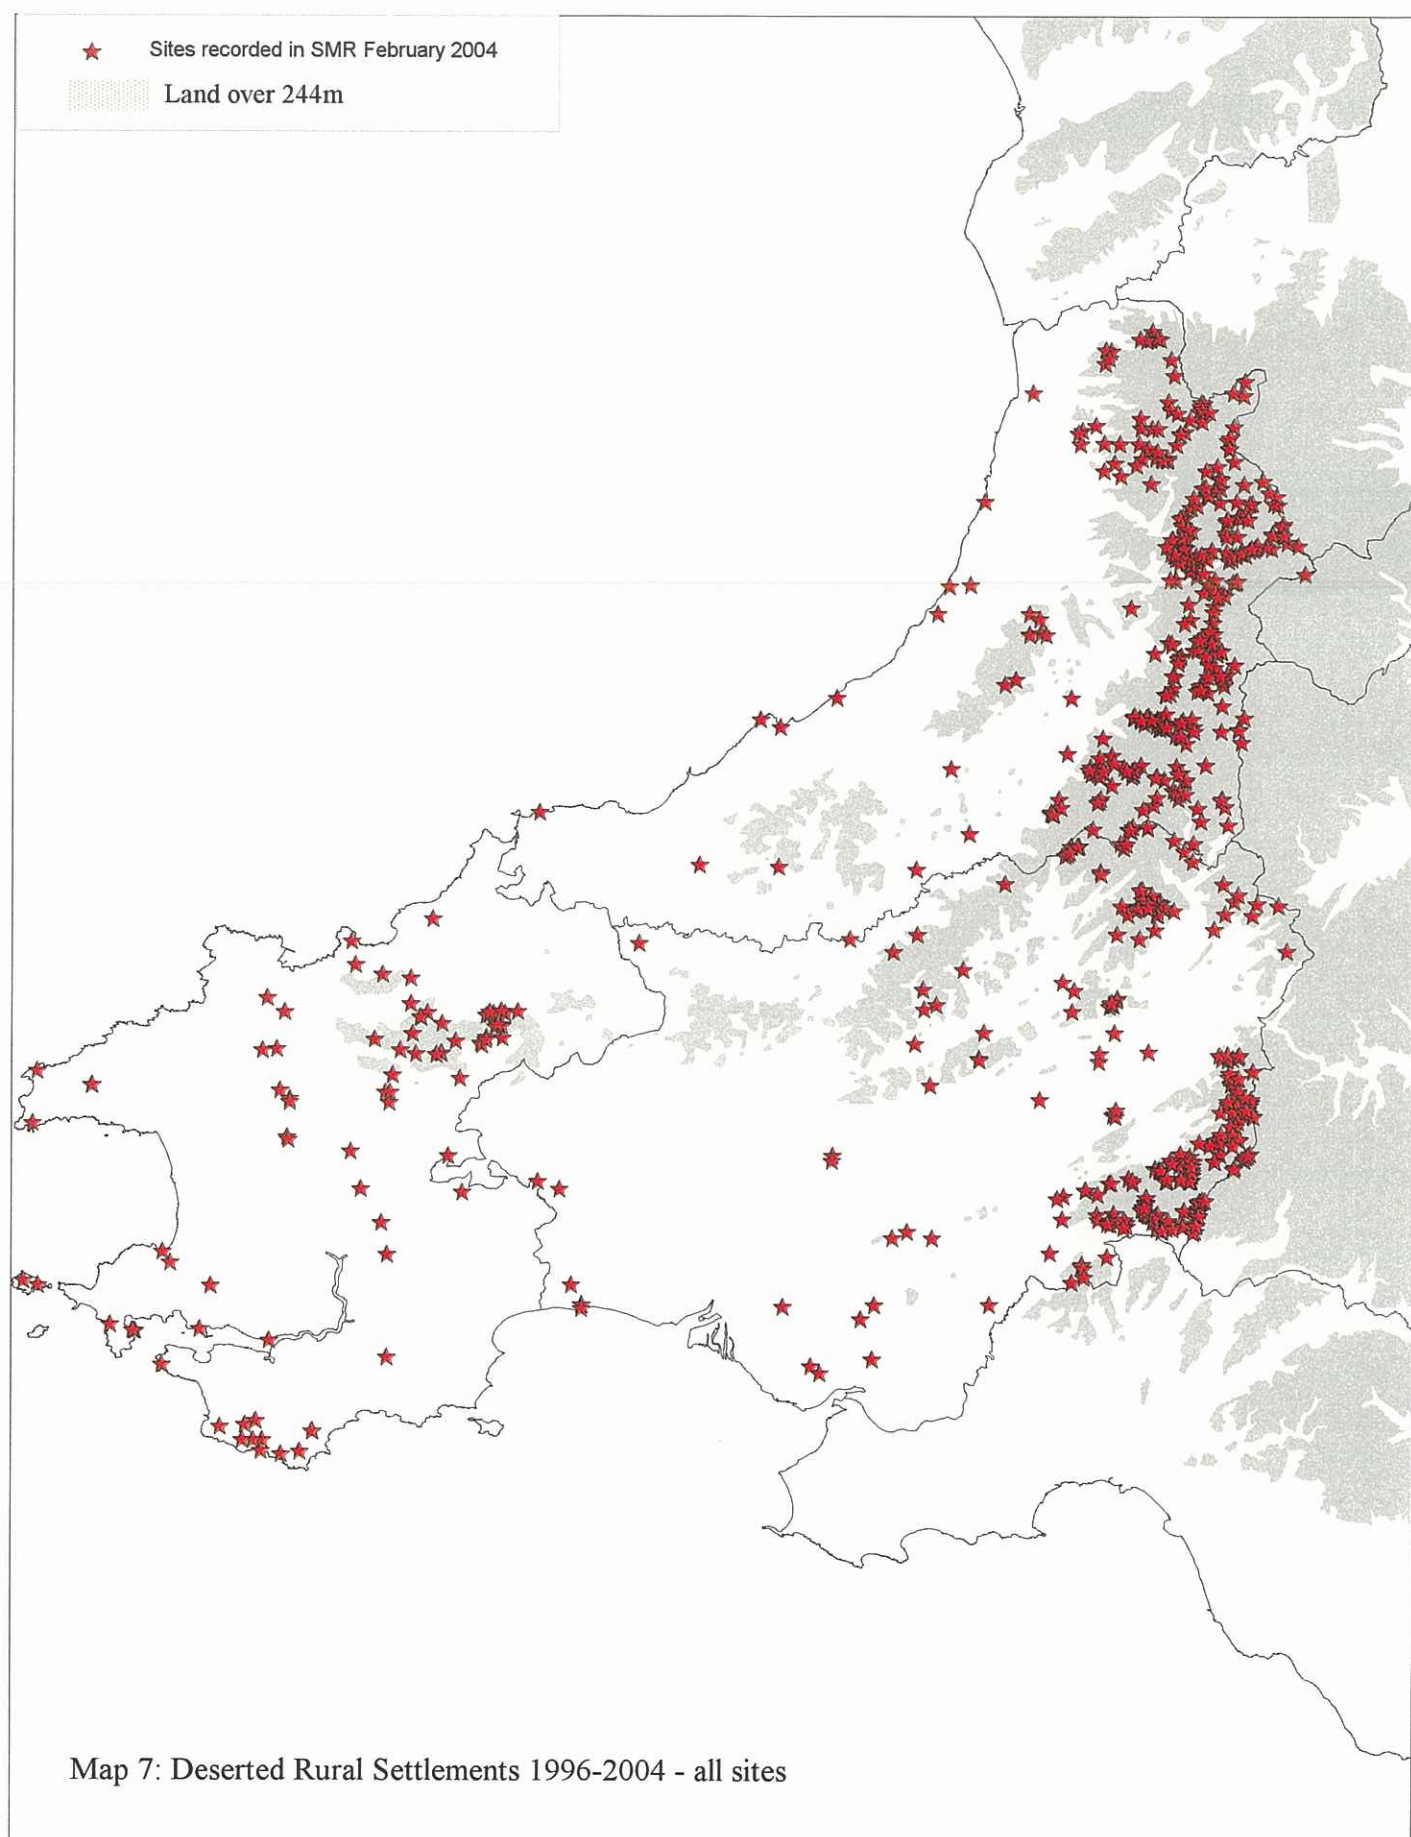 Sites recorded in SMR February 2004
Land over 244m
Map 7: Deserted Rural Settlements 1996-2004 - all sites